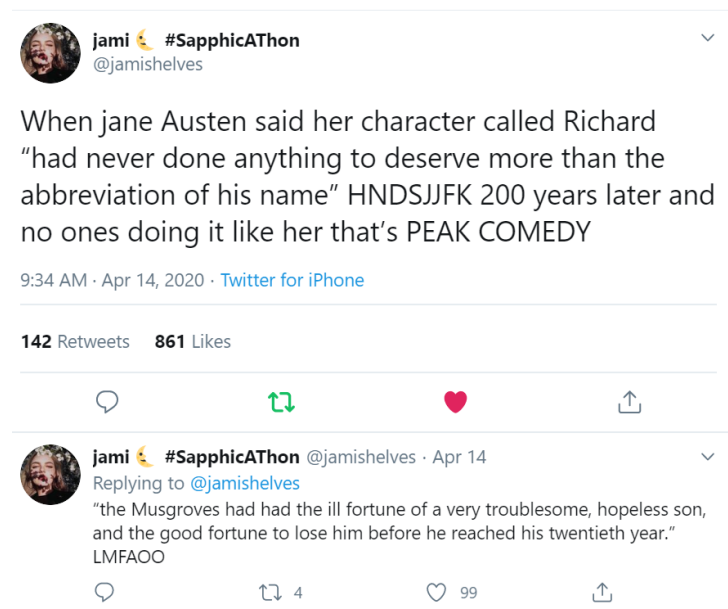 jami 🌜 #SapphicAThon
@jamishelves
When jane Austen said her character called Richard
“had never done anything to deserve more than the
abbreviation of his name” HNDSJJFK 200 years later and
no ones doing it like her that’s PEAK COMEDY
9:34 AM · Apr 14, 2020 · Twitter for iPhone
142 Retweets 861 Likes
jami 🌜 #SapphicAThon @jamishelves · Apr 14
Replying to @jamishelves
“the Musgroves had had the ill fortune of a very troublesome, hopeless son,
and the good fortune to lose him before he reached his twentieth year.”
LMFAOO
4 99